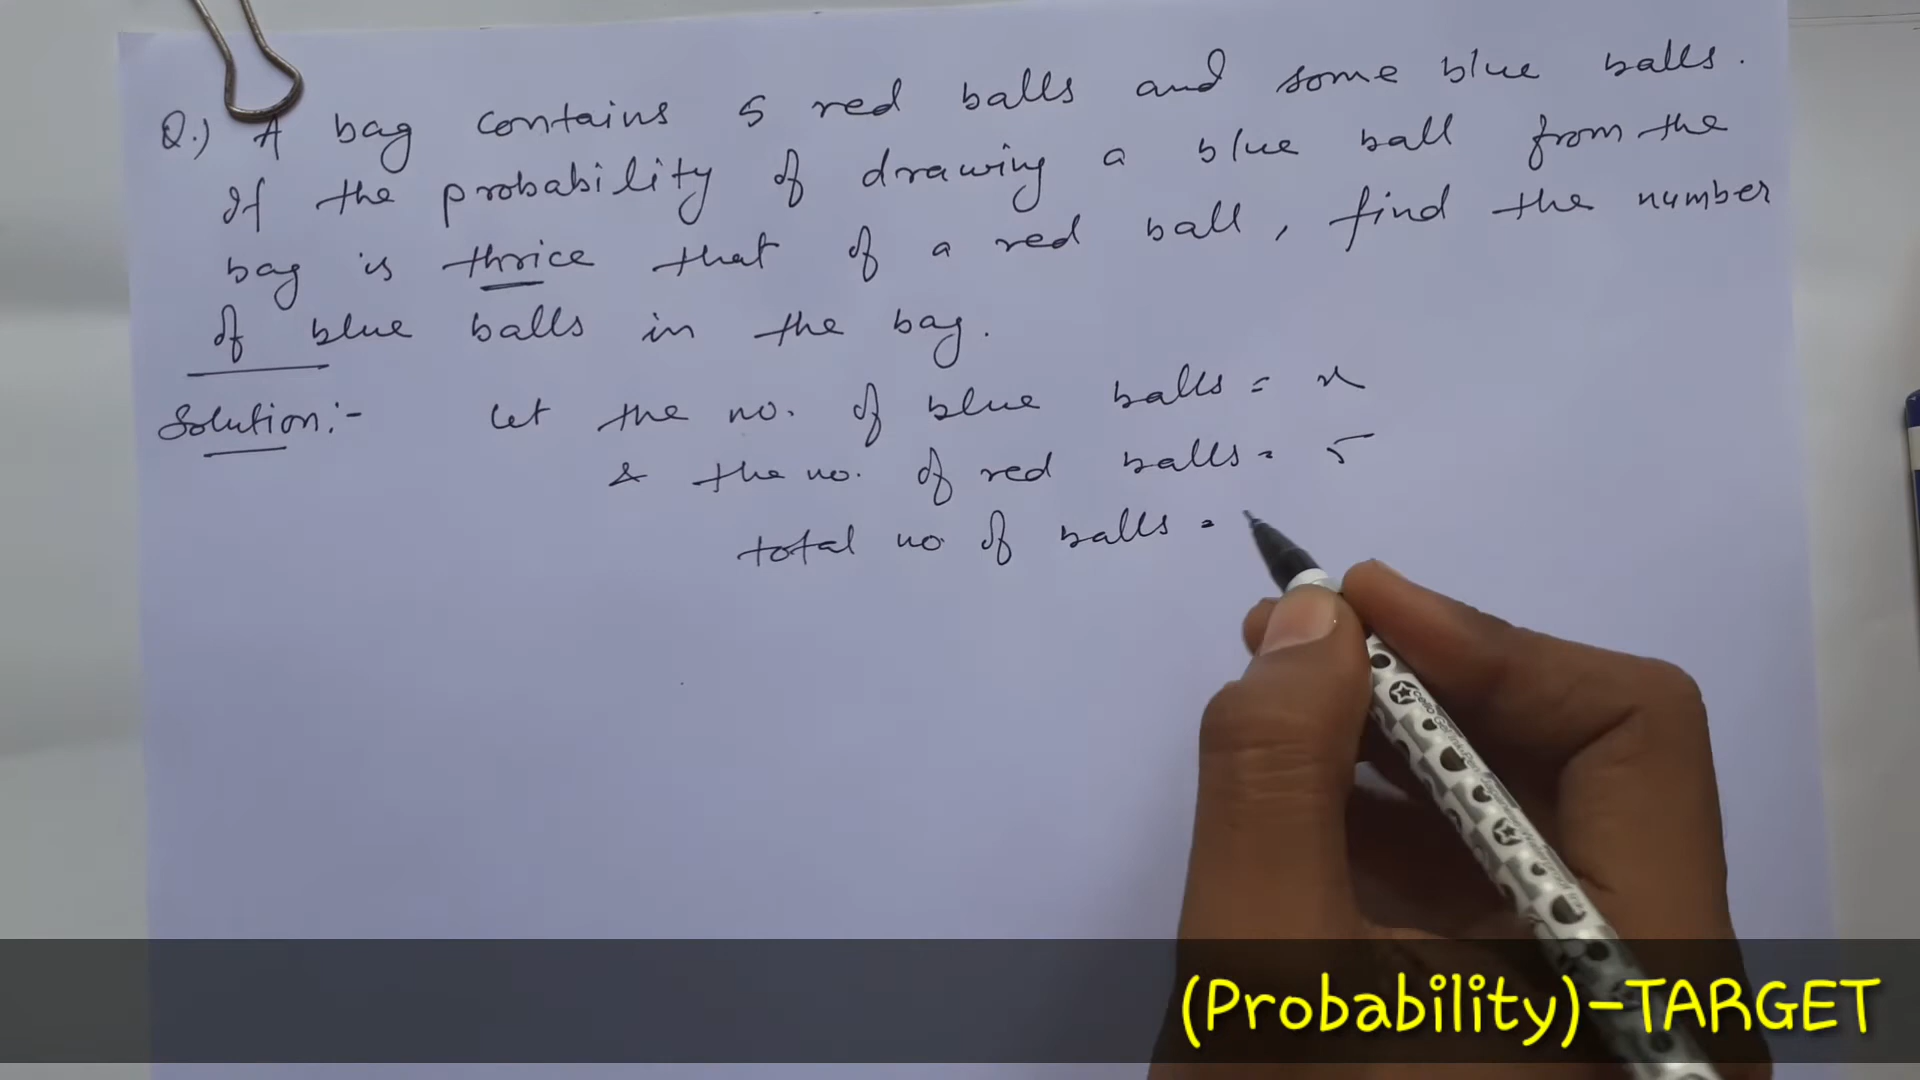 Q.) A bag contains 5 red balls and some blue balls.
If the probability of drawing a blue ball from the
bag is thrice that of a red ball, find the number
of blue balls in the bag.
Solution:- Let the no. of blue balls = x
& the no. of red balls = 5
total no of balls =
(Probability)-TARGET